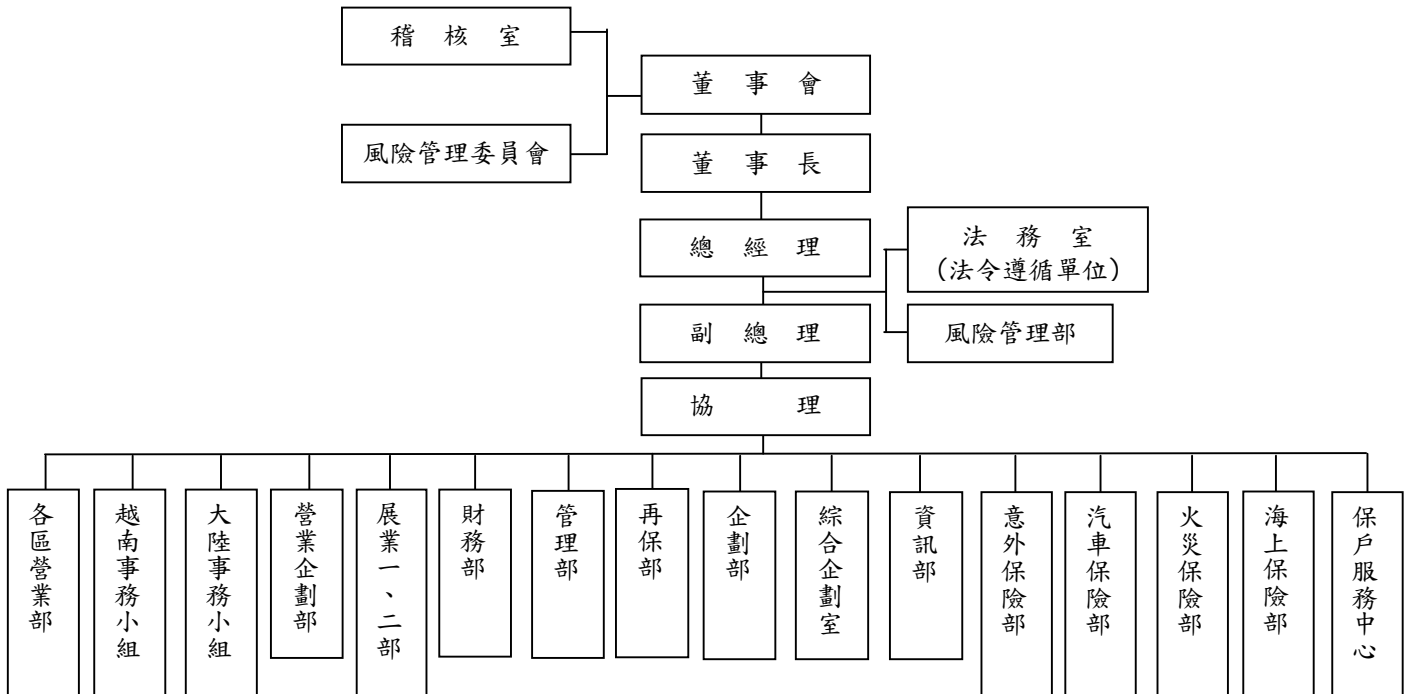 稽核室
董事會
風險管理委員會
董事長
總經理
法務室
(法令遵循單位)
副總理
風險管理部
協理
各區營業部
越南事務小組
大陸事務小組
營業企劃部
展業一、二部
財務部
管理部
再保部
企劃部
綜合企劃室
資訊部
意外保險部
汽車保險部
火災保險部
海上保險部
保戶服務中心